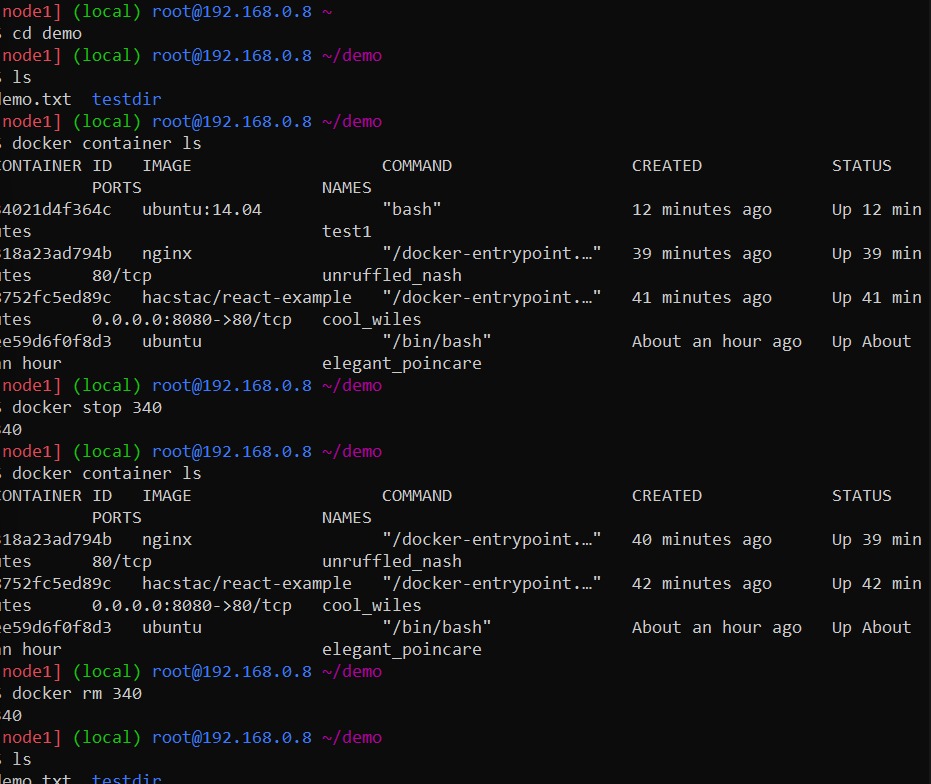 node1] (local) root@192.168.0.8 ~
$ cd demo
node1] (local) root@192.168.0.8 ~/demo
$ ls
demo.txt  testdir
node1] (local) root@192.168.0.8 ~/demo
$ docker container ls
CONTAINER ID   IMAGE                   COMMAND                  CREATED             STATUS
         PORTS                  NAMES
34021d4f364c   ubuntu:14.04            "bash"                   12 minutes ago      Up 12 min
utes                            test1
318a23ad794b   nginx                   "/docker-entrypoint.…"   39 minutes ago      Up 39 min
utes      80/tcp                 unruffled_nash
8752fc5ed89c   hacstac/react-example   "/docker-entrypoint.…"   41 minutes ago      Up 41 min
utes      0.0.0.0:8080->80/tcp   cool_wiles
ee59d6f0f8d3   ubuntu                  "/bin/bash"              About an hour ago   Up About
an hour                          elegant_poincare
node1] (local) root@192.168.0.8 ~/demo
$ docker stop 340
340
node1] (local) root@192.168.0.8 ~/demo
$ docker container ls
CONTAINER ID   IMAGE                   COMMAND                  CREATED             STATUS
         PORTS                  NAMES
318a23ad794b   nginx                   "/docker-entrypoint.…"   40 minutes ago      Up 39 min
utes      80/tcp                 unruffled_nash
8752fc5ed89c   hacstac/react-example   "/docker-entrypoint.…"   42 minutes ago      Up 42 min
utes      0.0.0.0:8080->80/tcp   cool_wiles
ee59d6f0f8d3   ubuntu                  "/bin/bash"              About an hour ago   Up About
an hour                          elegant_poincare
node1] (local) root@192.168.0.8 ~/demo
$ docker rm 340
340
node1] (local) root@192.168.0.8 ~/demo
$ ls
demo.txt  testdir